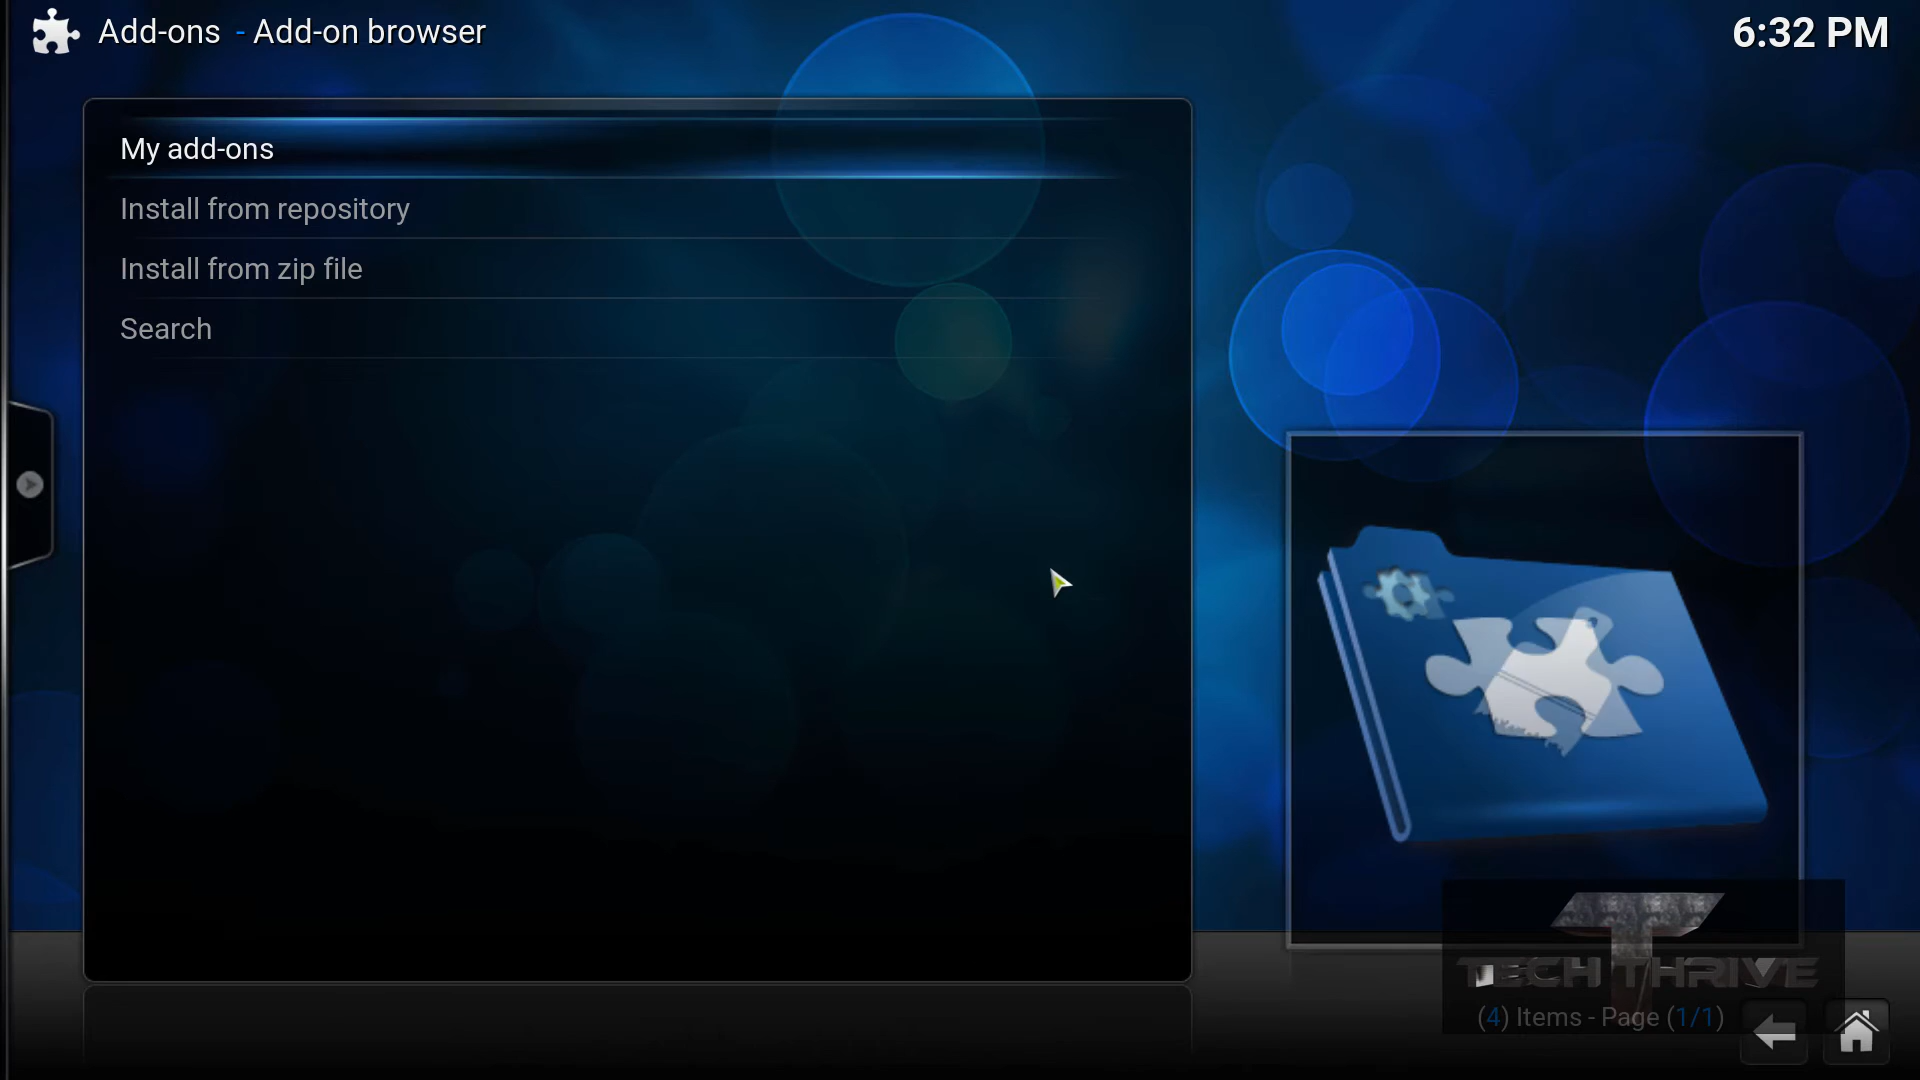 Add-ons - Add-on browser
6:32 PM
My add-ons
Install from repository
Install from zip file
Search
TECH THRIVE
(4) Items - Page (1/1)